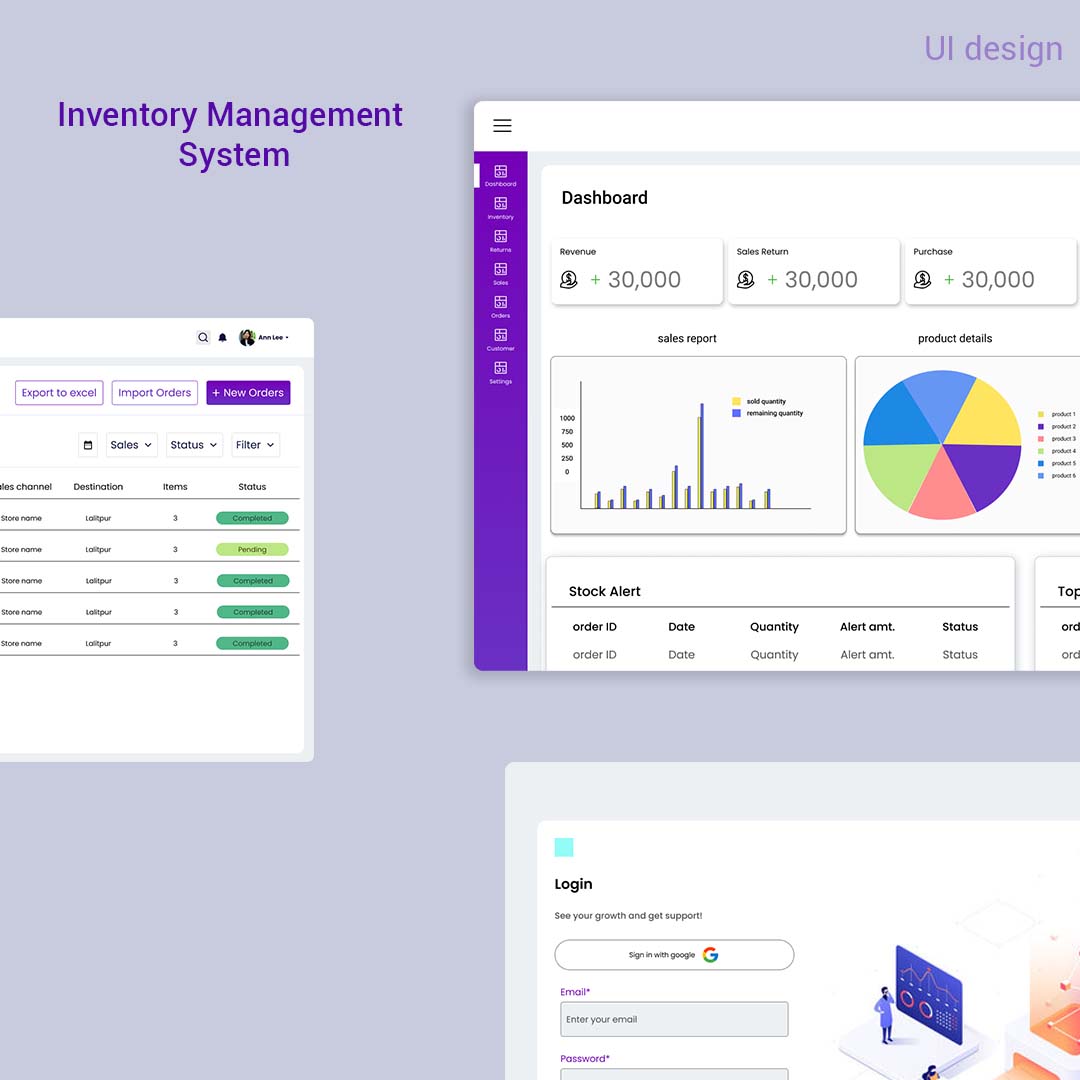 UI design
Inventory Management
System
Dashboard
Inventory
Returns
Sales
Orders
Customer
Settings
Dashboard
Revenue
+ 30,000
Sales Return
+ 30,000
Purchase
+ 30,000
sales report
1000
750
500
250
0
sold quantity
remaining quantity
product details
product 1
product 2
product 3
product 4
product 5
product 6
Stock Alert
order ID Date Quantity Alert amt. Status
order ID Date Quantity Alert amt. Status
Top
ord
ord
Ann Lee
Export to excel Import Orders + New Orders
Sales Status Filter
ales channel Destination Items Status
Store name Lalitpur 3 Completed
Store name Lalitpur 3 Pending
Store name Lalitpur 3 Completed
Store name Lalitpur 3 Completed
Store name Lalitpur 3 Completed
Login
See your growth and get support!
Sign in with google
Email*
Enter your email
Password*